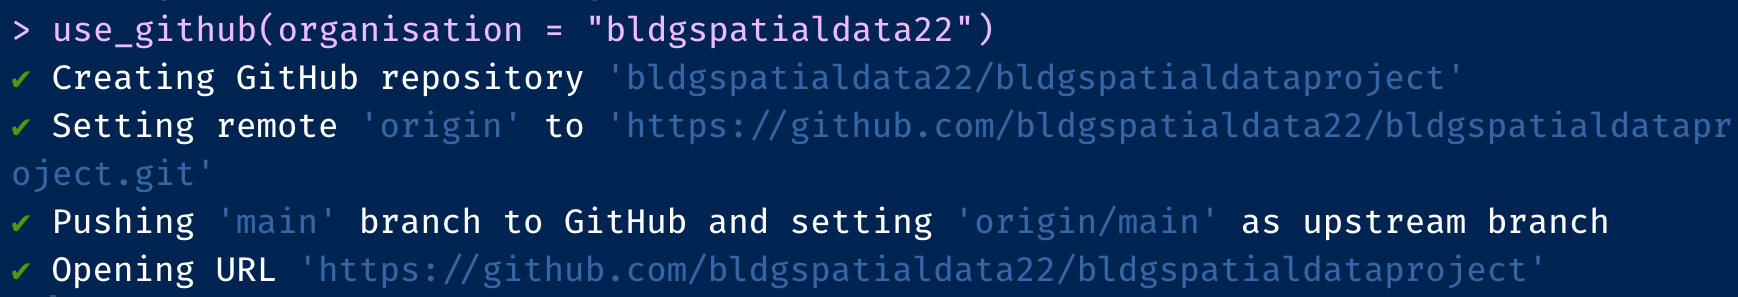 > use_github(organisation = "bldgspatialdata22")
✔ Creating GitHub repository 'bldgspatialdata22/bldgspatialdataproject'
✔ Setting remote 'origin' to 'https://github.com/bldgspatialdata22/bldgspatialdatapr
oject.git'
✔ Pushing 'main' branch to GitHub and setting 'origin/main' as upstream branch
✔ Opening URL 'https://github.com/bldgspatialdata22/bldgspatialdataproject'